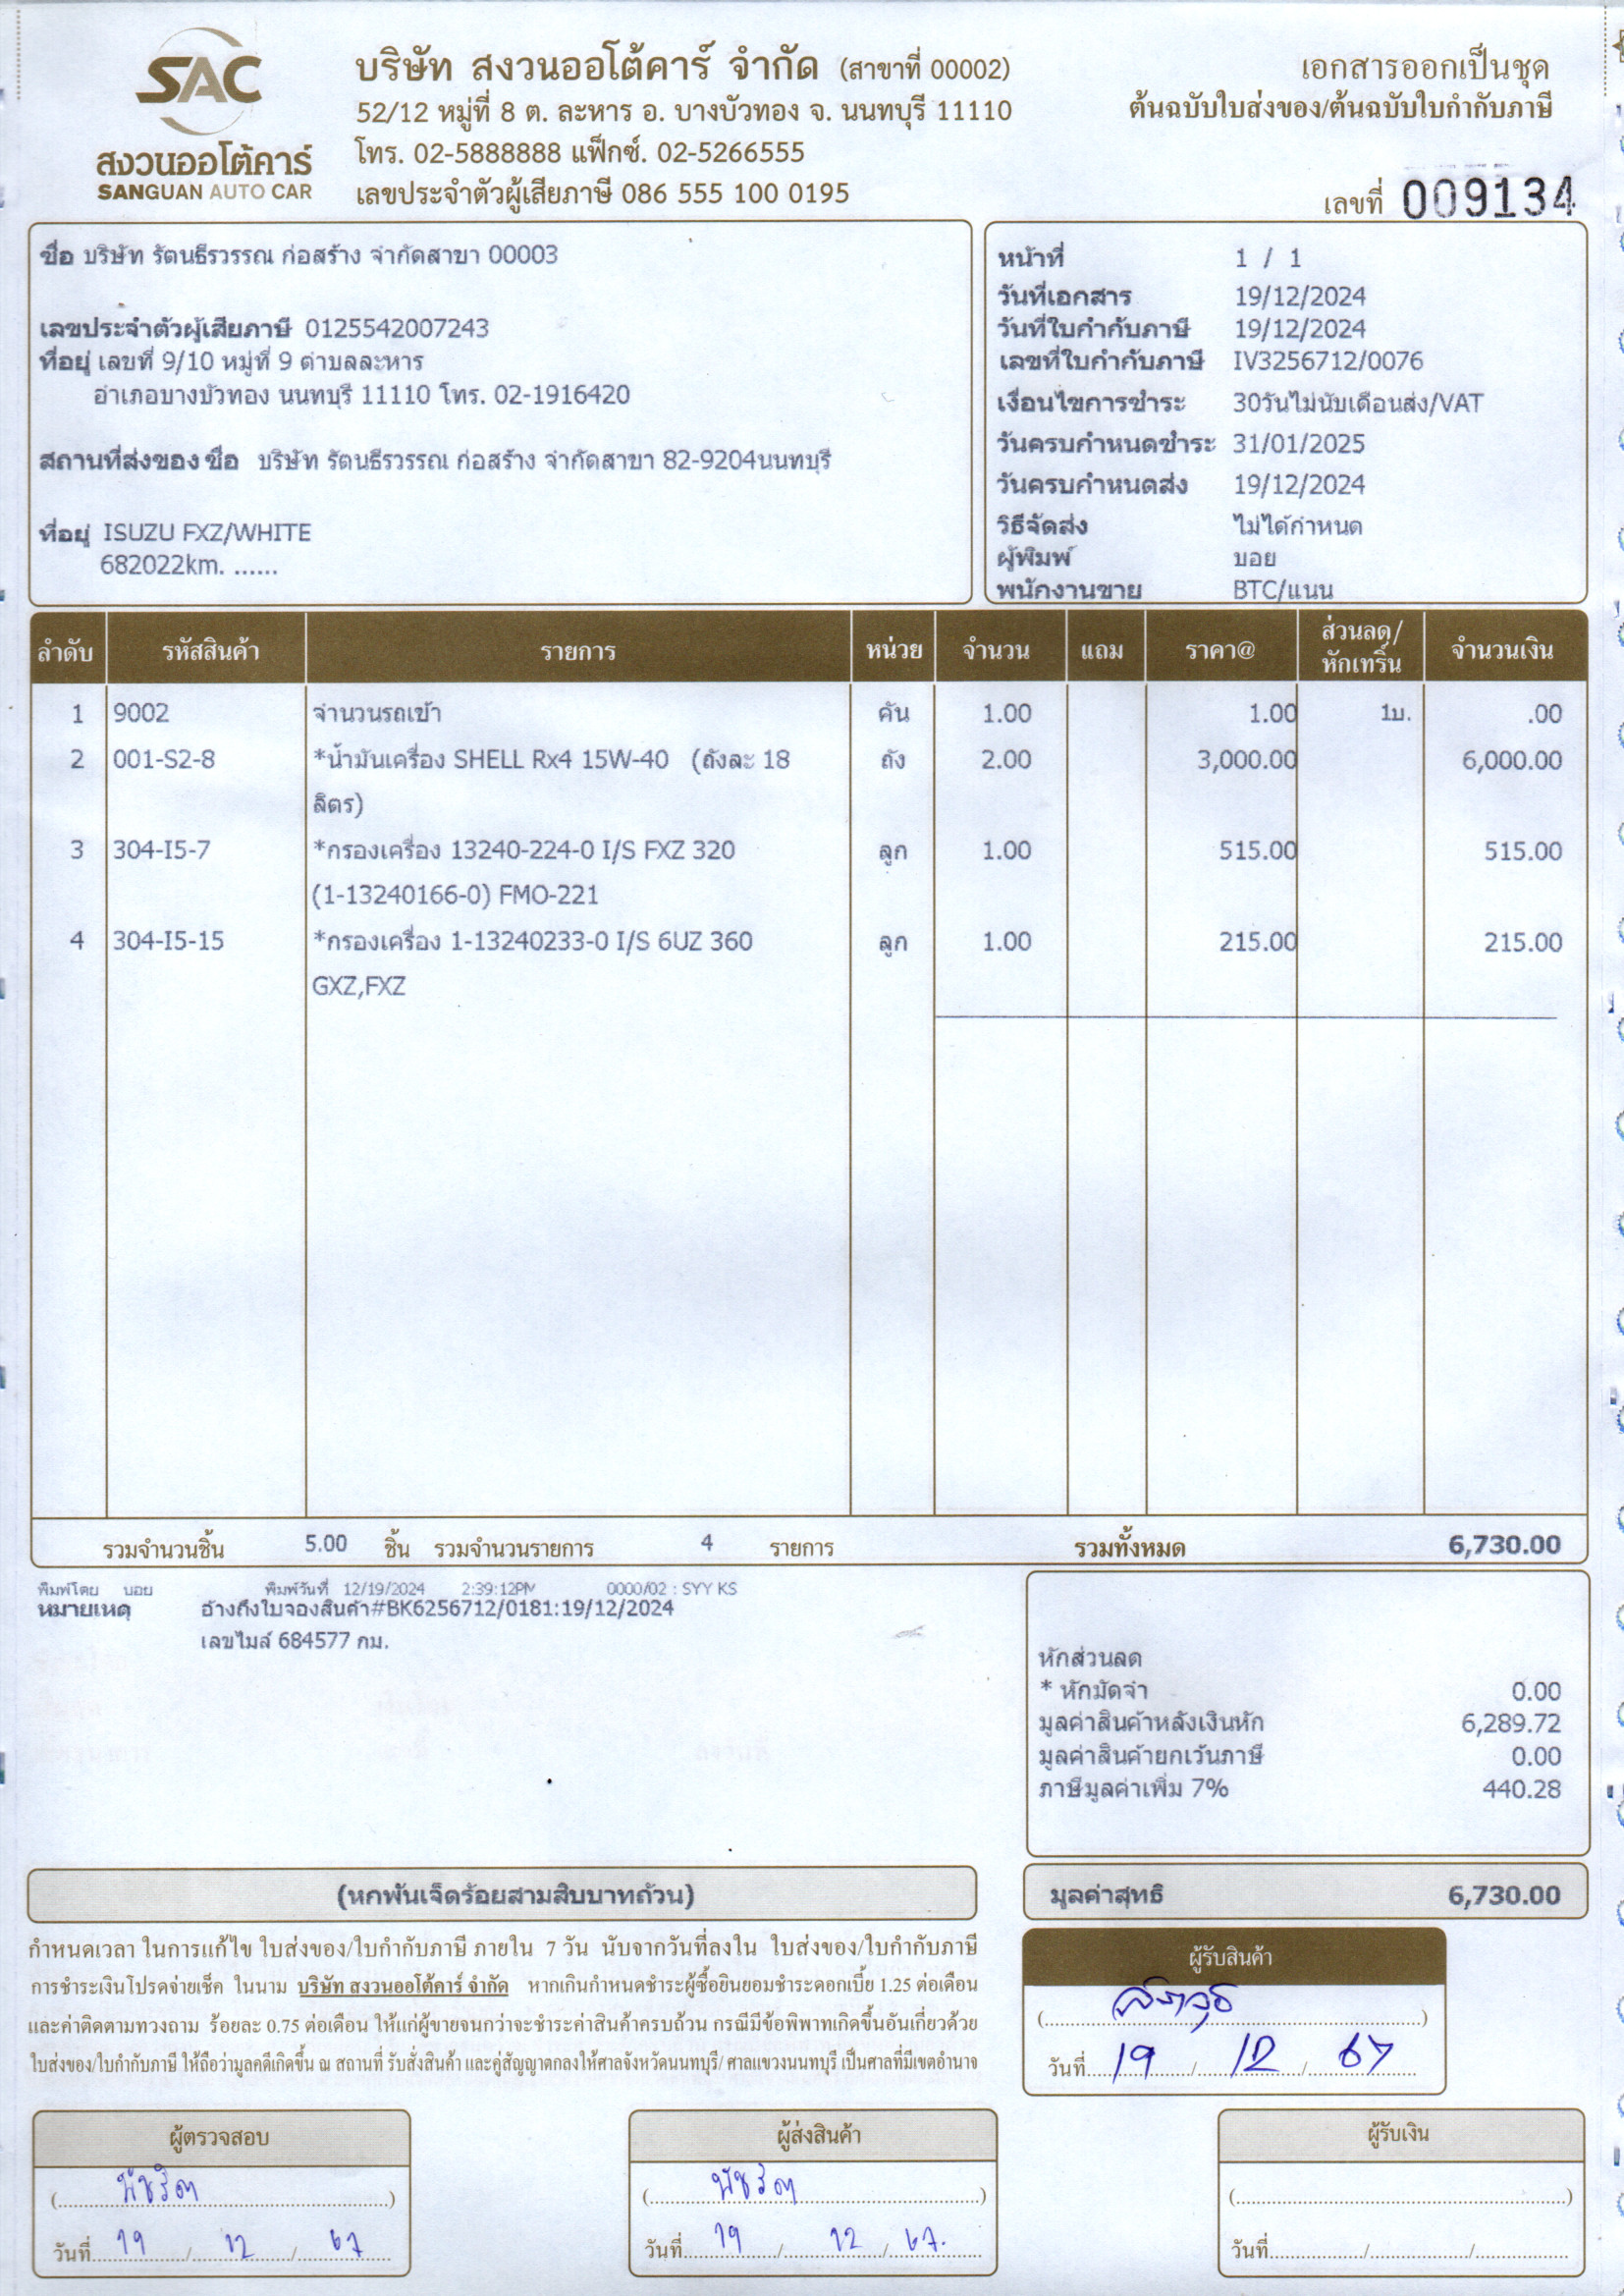 SAC
สงวนออโต้คาร์
SANGUAN AUTO CAR
บริษัท สงวนออโต้คาร์ จำกัด (สาขาที่ 00002)
52/12 หมู่ที่ 8 ต. ละหาร อ. บางบัวทอง จ. นนทบุรี 11110
โทร. 02-5888888 แฟ็กซ์. 02-5266555
เลขประจำตัวผู้เสียภาษี 086 555 100 0195
เอกสารออกเป็นชุด
ต้นฉบับใบส่งของ/ต้นฉบับใบกำกับภาษี
เลขที่ 009134
ชื่อ บริษัท รัตนธีรวรรณ ก่อสร้าง จำกัดสาขา 00003
เลขประจำตัวผู้เสียภาษี 0125542007243
ที่อยู่ เลขที่ 9/10 หมู่ที่ 9 ตำบลละหาร
อำเภอบางบัวทอง นนทบุรี 11110 โทร. 02-1916420
สถานที่ส่งของ ชื่อ บริษัท รัตนธีรวรรณ ก่อสร้าง จำกัดสาขา 82-9204นนทบุรี
ที่อยู่ ISUZU FXZ/WHITE
682022km. ......
หน้าที่ 1 / 1
วันที่เอกสาร 19/12/2024
วันที่ใบกำกับภาษี 19/12/2024
เลขที่ใบกำกับภาษี IV3256712/0076
เงื่อนไขการชำระ 30วันไม่นับเดือนส่ง/VAT
วันครบกำหนดชำระ 31/01/2025
วันครบกำหนดส่ง 19/12/2024
วิธีจัดส่ง ไม่ได้กำหนด
ผู้พิมพ์ บอย
พนักงานขาย BTC/แนน
ลำดับ รหัสสินค้า รายการ หน่วย จำนวน แถม ราคา@ ส่วนลด/หักเทริ์น จำนวนเงิน
1 9002 จำนวนรถเข้า คัน 1.00 1.00 1บ. .00
2 001-S2-8 *น้ำมันเครื่อง SHELL Rx4 15W-40 (ถังละ 18 ถัง 2.00 3,000.00 6,000.00
ลิตร)
3 304-I5-7 *กรองเครื่อง 13240-224-0 I/S FXZ 320 ลูก 1.00 515.00 515.00
(1-13240166-0) FMO-221
4 304-I5-15 *กรองเครื่อง 1-13240233-0 I/S 6UZ 360 ลูก 1.00 215.00 215.00
GXZ,FXZ
รวมจำนวนชิ้น 5.00 ชิ้น รวมจำนวนรายการ 4 รายการ รวมทั้งหมด 6,730.00
พิมพ์โดย บอย พิมพ์วันที่ 12/19/2024 2:39:12PM 0000/02 : SYY KS
หมายเหตุ อ้างถึงใบจองสินค้า#BK6256712/0181:19/12/2024
เลขไมล์ 684577 กม.
หักส่วนลด
* หักมัดจำ 0.00
มูลค่าสินค้าหลังเงินหัก 6,289.72
มูลค่าสินค้ายกเว้นภาษี 0.00
ภาษีมูลค่าเพิ่ม 7% 440.28
(หกพันเจ็ดร้อยสามสิบบาทถ้วน)
มูลค่าสุทธิ 6,730.00
กำหนดเวลา ในการแก้ไข ใบส่งของ/ใบกำกับภาษี ภายใน 7 วัน นับจากวันที่ลงใน ใบส่งของ/ใบกำกับภาษี
การชำระเงินโปรดจ่ายเช็ค ในนาม บริษัท สงวนออโต้คาร์ จำกัด หากเกินกำหนดชำระผู้ซื้อยินยอมชำระดอกเบี้ย 1.25 ต่อเดือน
และค่าติดตามทวงถาม ร้อยละ 0.75 ต่อเดือน ให้แก่ผู้ขายจนกว่าจะชำระค่าสินค้าครบถ้วน กรณีมีข้อพิพาทเกิดขึ้นอันเกี่ยวด้วย
ใบส่งของ/ใบกำกับภาษี ให้ถือว่ามูลคดีเกิดขึ้น ณ สถานที่ รับสั่งสินค้า และคู่สัญญาตกลงให้ศาลจังหวัดนนทบุรี/ ศาลแขวงนนทบุรี เป็นศาลที่มีเขตอำนาจ
ผู้รับสินค้า
วันที่ 19 / 12 / 67
ผู้ตรวจสอบ
(พัชริดา)
วันที่ 19 / 12 / 67
ผู้ส่งสินค้า
(พัชริดา)
วันที่ 19 / 12 / 67.
ผู้รับเงิน
วันที่......../......../........